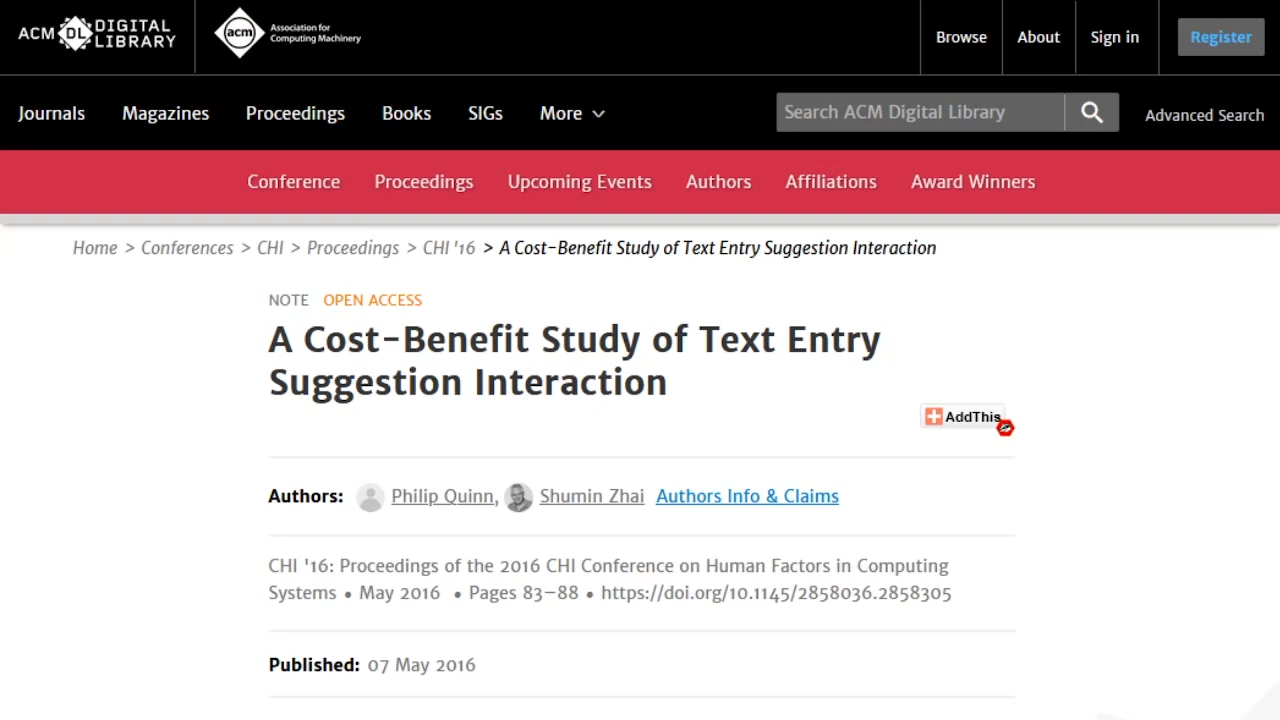 ACM DL DIGITAL LIBRARY
acm Association for Computing Machinery
Browse About Sign in Register
Journals Magazines Proceedings Books SIGs More
Search ACM Digital Library Advanced Search
Conference Proceedings Upcoming Events Authors Affiliations Award Winners
Home > Conferences > CHI > Proceedings > CHI '16 > A Cost-Benefit Study of Text Entry Suggestion Interaction
NOTE OPEN ACCESS
A Cost-Benefit Study of Text Entry
Suggestion Interaction
AddThis
Authors: Philip Quinn, Shumin Zhai Authors Info & Claims
CHI '16: Proceedings of the 2016 CHI Conference on Human Factors in Computing
Systems • May 2016 • Pages 83–88 • https://doi.org/10.1145/2858036.2858305
Published: 07 May 2016